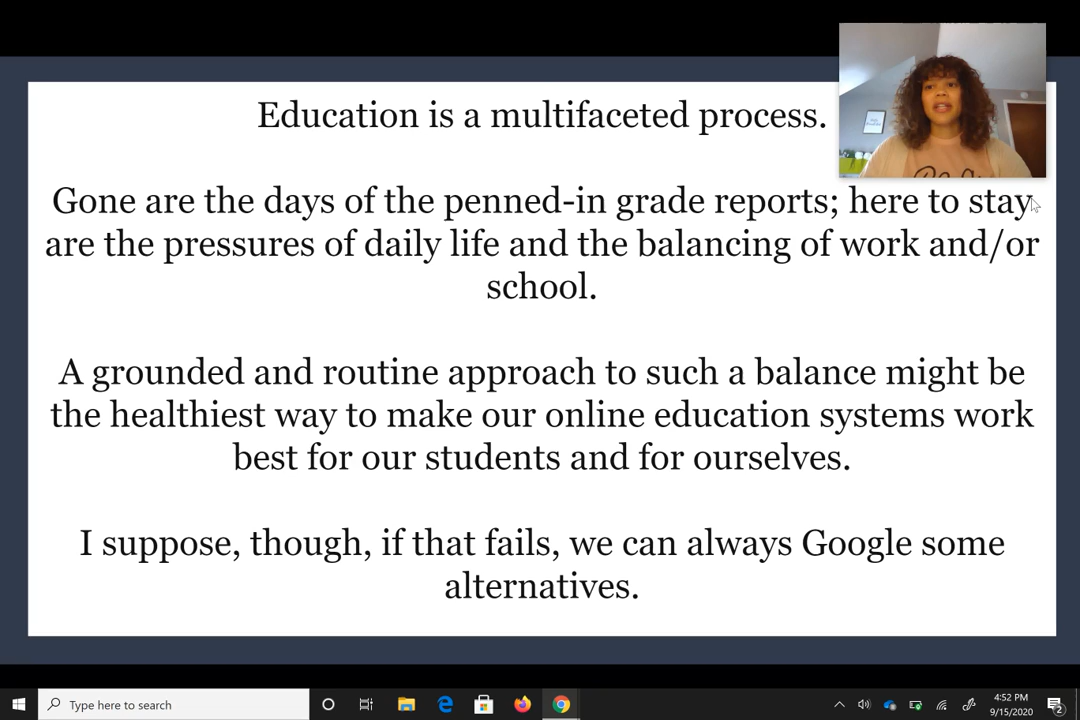 Education is a multifaceted process.
Gone are the days of the penned-in grade reports; here to stay
are the pressures of daily life and the balancing of work and/or
school.
A grounded and routine approach to such a balance might be
the healthiest way to make our online education systems work
best for our students and for ourselves.
I suppose, though, if that fails, we can always Google some
alternatives.
Type here to search
4:52 PM
9/15/2020
2